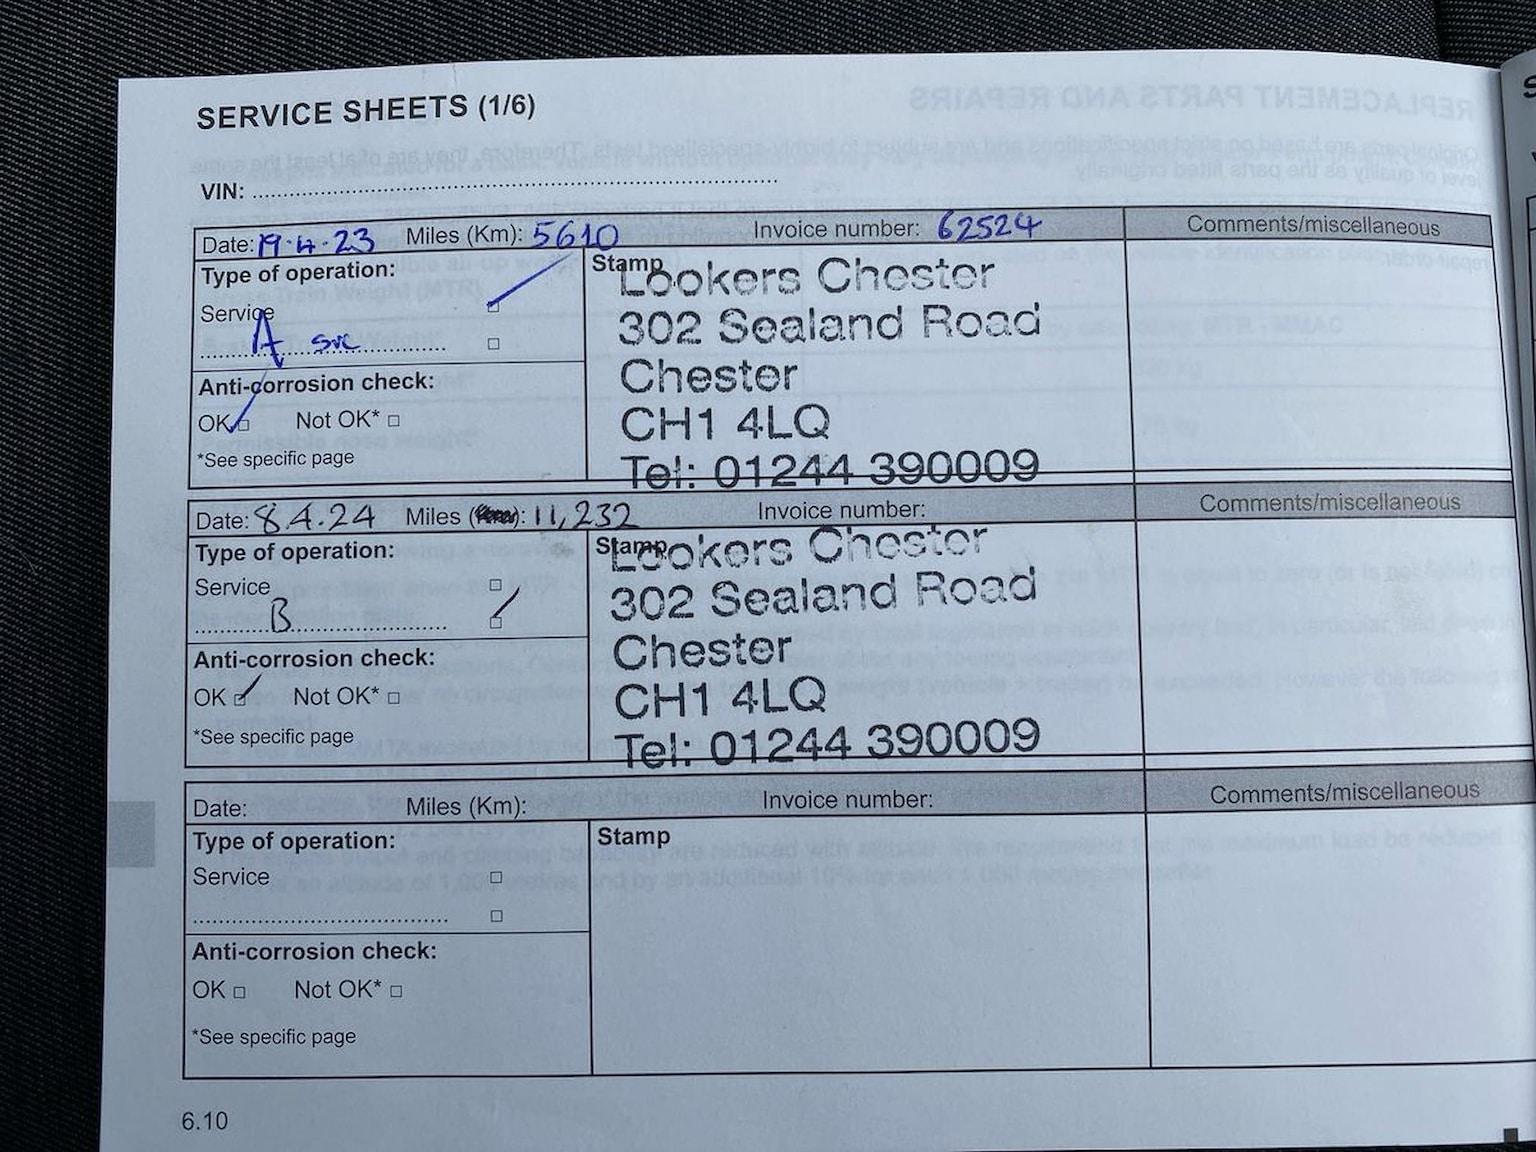 SERVICE SHEETS (1/6)
VIN:
Date: 19.4.23 Miles (Km): 5610 Invoice number: 62524 Comments/miscellaneous
Type of operation:
Service
A svc
Anti-corrosion check:
OK Not OK*
*See specific page
Stamp
Lookers Chester
302 Sealand Road
Chester
CH1 4LQ
Tel: 01244 390009
Date: 8.4.24 Miles (): 11,232 Invoice number: Comments/miscellaneous
Type of operation:
Service
B
Anti-corrosion check:
OK Not OK*
*See specific page
Stamp
Lookers Chester
302 Sealand Road
Chester
CH1 4LQ
Tel: 01244 390009
Date: Miles (Km): Invoice number: Comments/miscellaneous
Type of operation:
Service
Anti-corrosion check:
OK Not OK*
*See specific page
Stamp
6.10